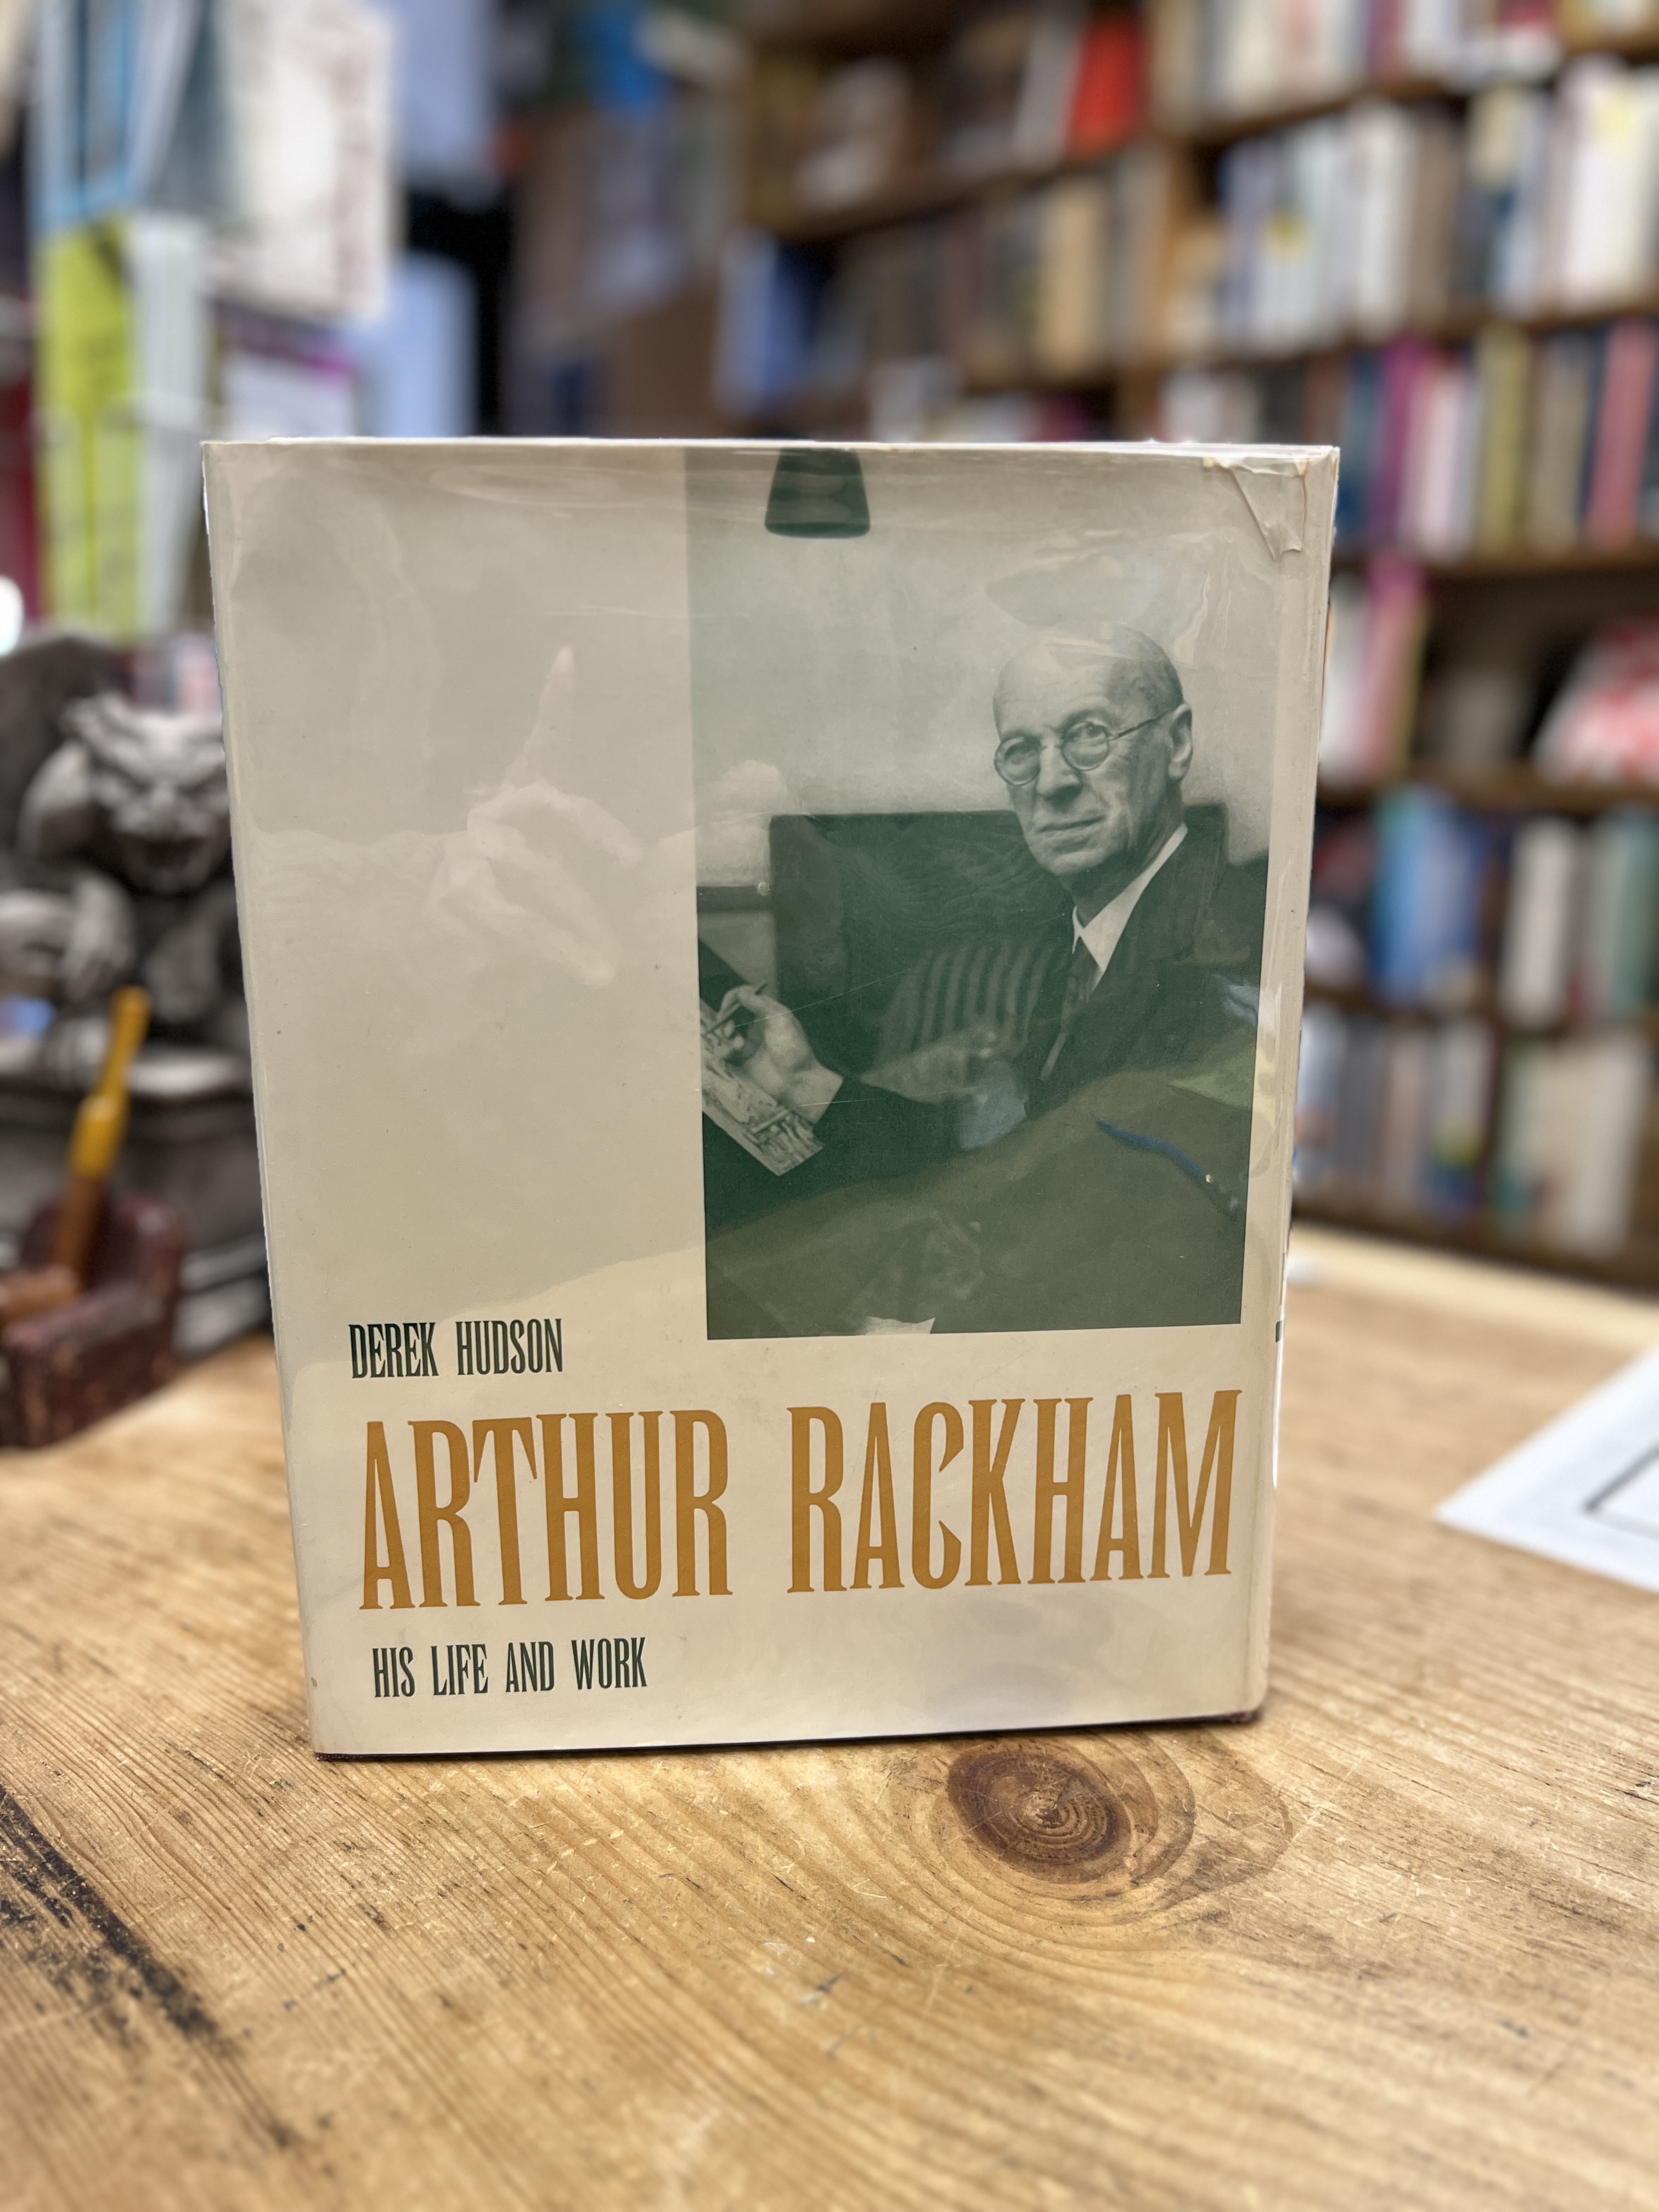 DEREK HUDSON
ARTHUR RACKHAM
HIS LIFE AND WORK